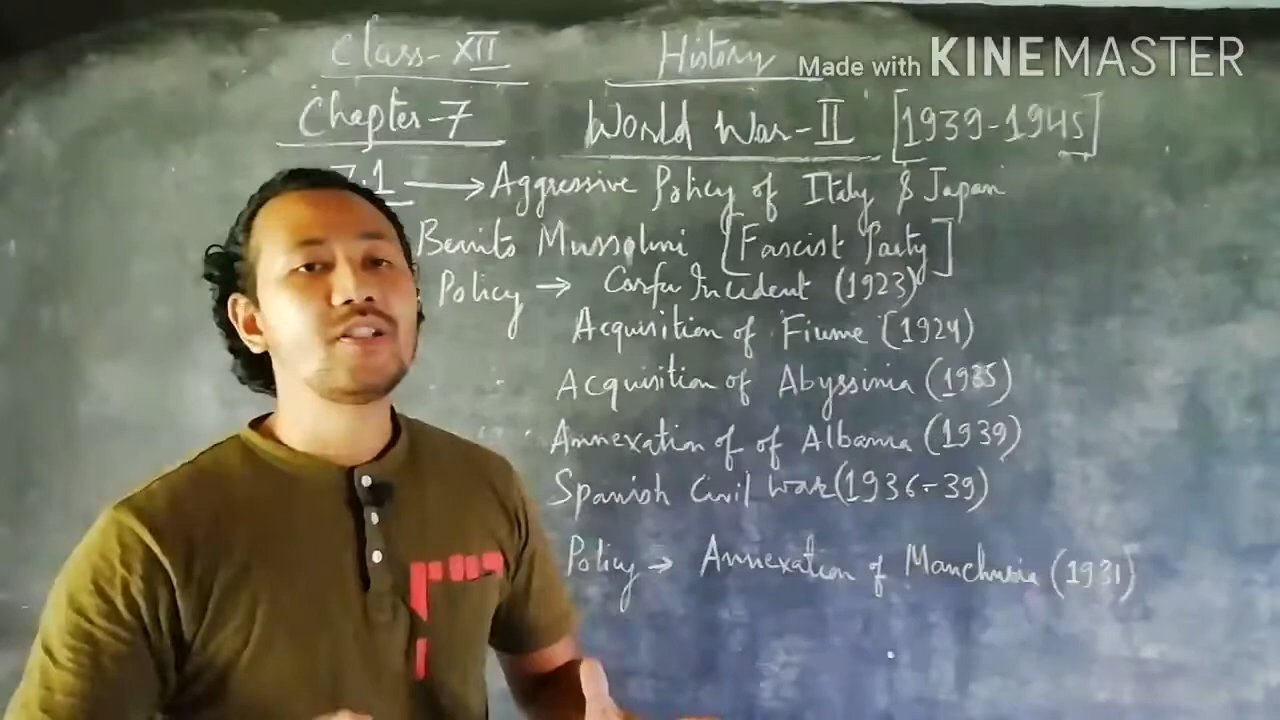 Class-XII History
Made with KINEMASTER
Chapter-7 World War-II [1939-1945]
7.1 → Aggressive Policy of Italy & Japan
Benito Mussolini [Fascist Party]
Policy → Corfu Incident (1923)
Acquisition of Fiume (1924)
Acquisition of Abyssinia (1935)
Annexation of of Albania (1939)
Spanish Civil War (1936-39)
Policy → Annexation of Manchuria (1931)